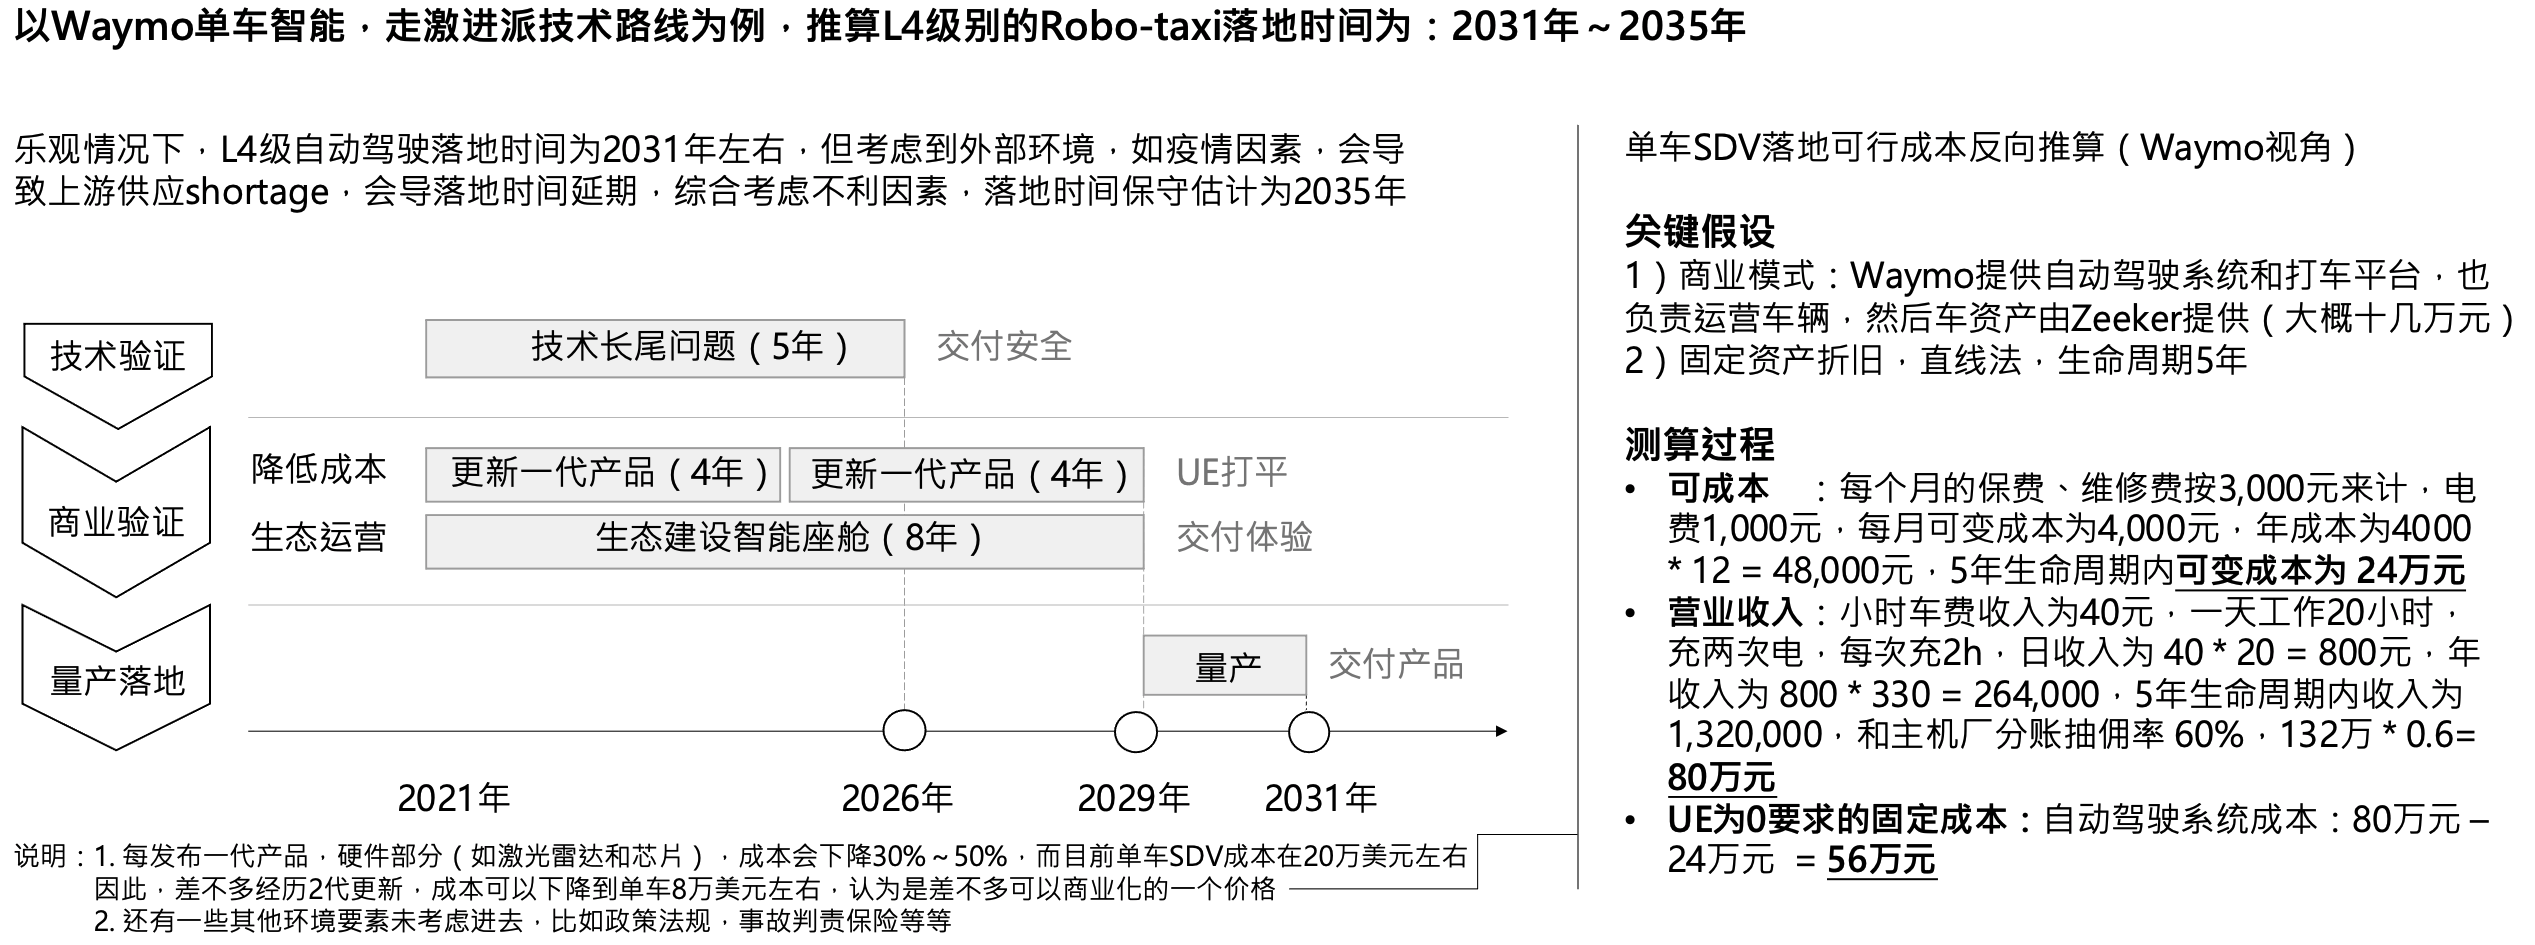 以Waymo单车智能，走激进派技术路线为例，推算L4级别的Robo-taxi落地时间为：2031年～2035年
乐观情况下，L4级自动驾驶落地时间为2031年左右，但考虑到外部环境，如疫情因素，会导
致上游供应shortage，会导落地时间延期，综合考虑不利因素，落地时间保守估计为2035年
技术验证
技术长尾问题（5年）
交付安全
商业验证
降低成本
更新一代产品（4年）
更新一代产品（4年）
UE打平
生态运营
生态建设智能座舱（8年）
交付体验
量产落地
量产
交付产品
2021年
2026年
2029年
2031年
说明：1. 每发布一代产品，硬件部分（如激光雷达和芯片），成本会下降30%～50%，而目前单车SDV成本在20万美元左右
因此，差不多经历2代更新，成本可以下降到单车8万美元左右，认为是差不多可以商业化的一个价格
2. 还有一些其他环境要素未考虑进去，比如政策法规，事故判责保险等等
单车SDV落地可行成本反向推算（Waymo视角）
关键假设
1）商业模式：Waymo提供自动驾驶系统和打车平台，也
负责运营车辆，然后车资产由Zeeker提供（大概十几万元）
2）固定资产折旧，直线法，生命周期5年
测算过程
• 可成本 ：每个月的保费、维修费按3,000元来计，电
费1,000元，每月可变成本为4,000元，年成本为4000
* 12 = 48,000元，5年生命周期内可变成本为 24万元
• 营业收入：小时车费收入为40元，一天工作20小时，
充两次电，每次充2h，日收入为 40 * 20 = 800元，年
收入为 800 * 330 = 264,000，5年生命周期内收入为
1,320,000，和主机厂分账抽佣率 60%，132万 * 0.6=
80万元
• UE为0要求的固定成本：自动驾驶系统成本：80万元 –
24万元 = 56万元